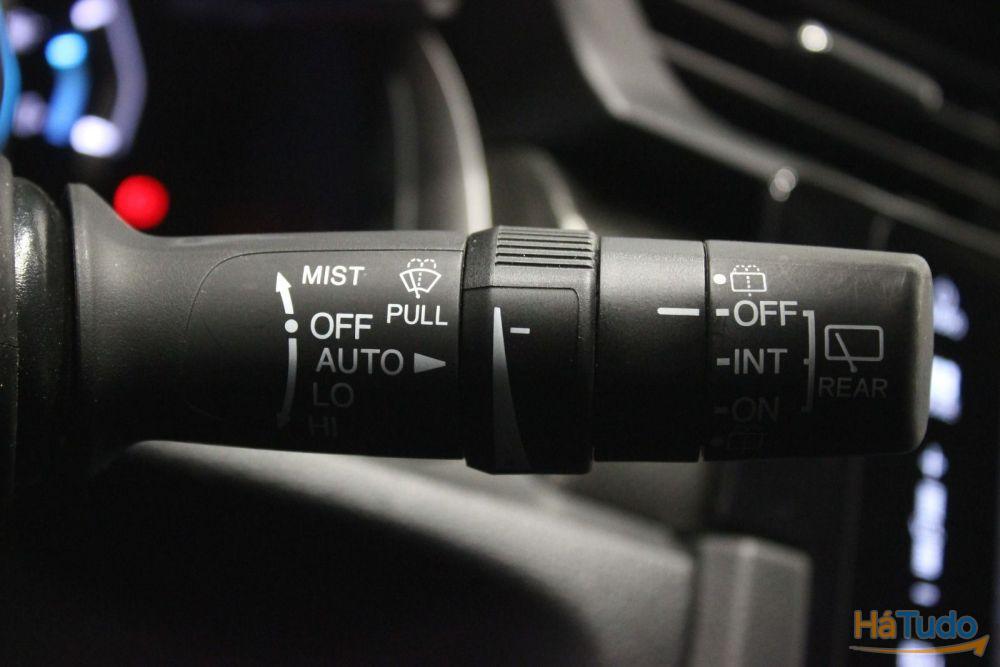 MIST
PULL
OFF
AUTO
LO
HI
OFF
INT
ON
REAR
HáTudo